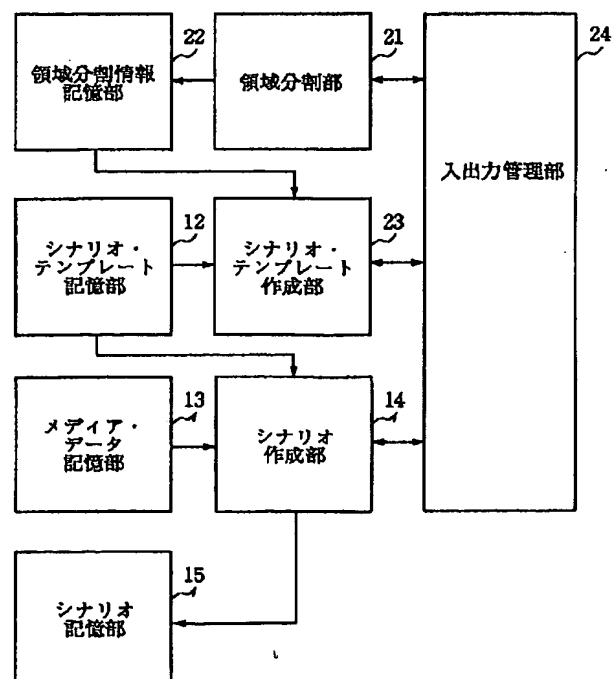 22
領域分割情報
記憶部
21
領域分割部
24
入出力管理部
12
シナリオ・
テンプレート
記憶部
23
シナリオ・
テンプレート
作成部
13
メディア・
データ
記憶部
14
シナリオ
作成部
15
シナリオ
記憶部